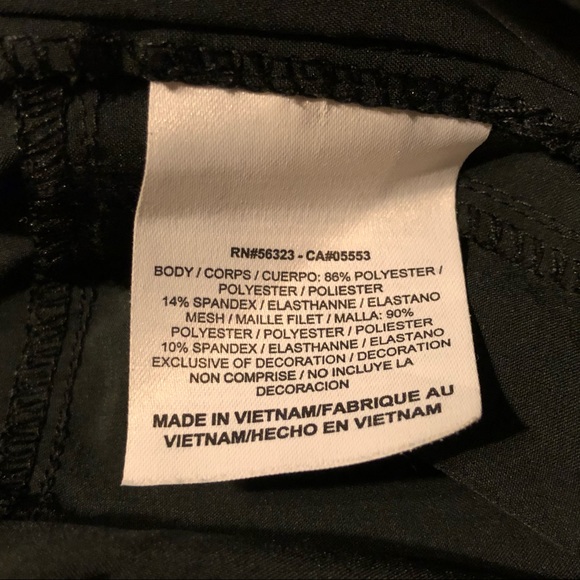 RN#56323 - CA#05553
BODY / CORPS / CUERPO: 86% POLYESTER /
POLYESTER / POLIESTER
14% SPANDEX / ELASTHANNE / ELASTANO
MESH / MAILLE FILET / MALLA: 90%
POLYESTER / POLYESTER / POLIESTER
10% SPANDEX / ELASTHANNE / ELASTANO
EXCLUSIVE OF DECORATION / DECORATION
NON COMPRISE / NO INCLUYE LA
DECORACION
MADE IN VIETNAM/FABRIQUE AU
VIETNAM/HECHO EN VIETNAM